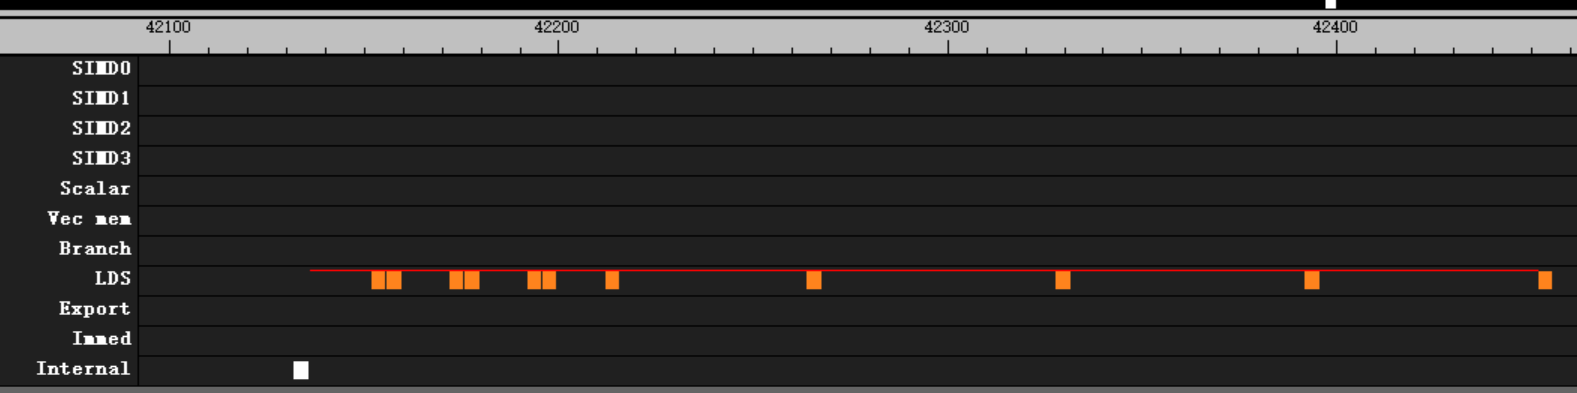 42100 42200 42300 42400
SIMD0
SIMD1
SIMD2
SIMD3
Scalar
Vec mem
Branch
LDS
Export
Immed
Internal